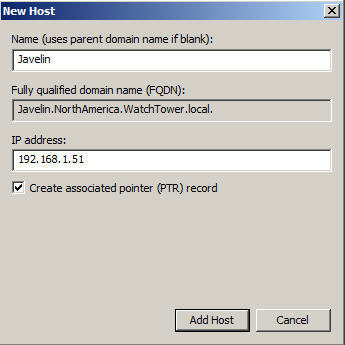 New Host
Name (uses parent domain name if blank):
Javelin
Fully qualified domain name (FQDN):
Javelin.NorthAmerica.WatchTower.local.
IP address:
192.168.1.51
Create associated pointer (PTR) record
Add Host
Cancel